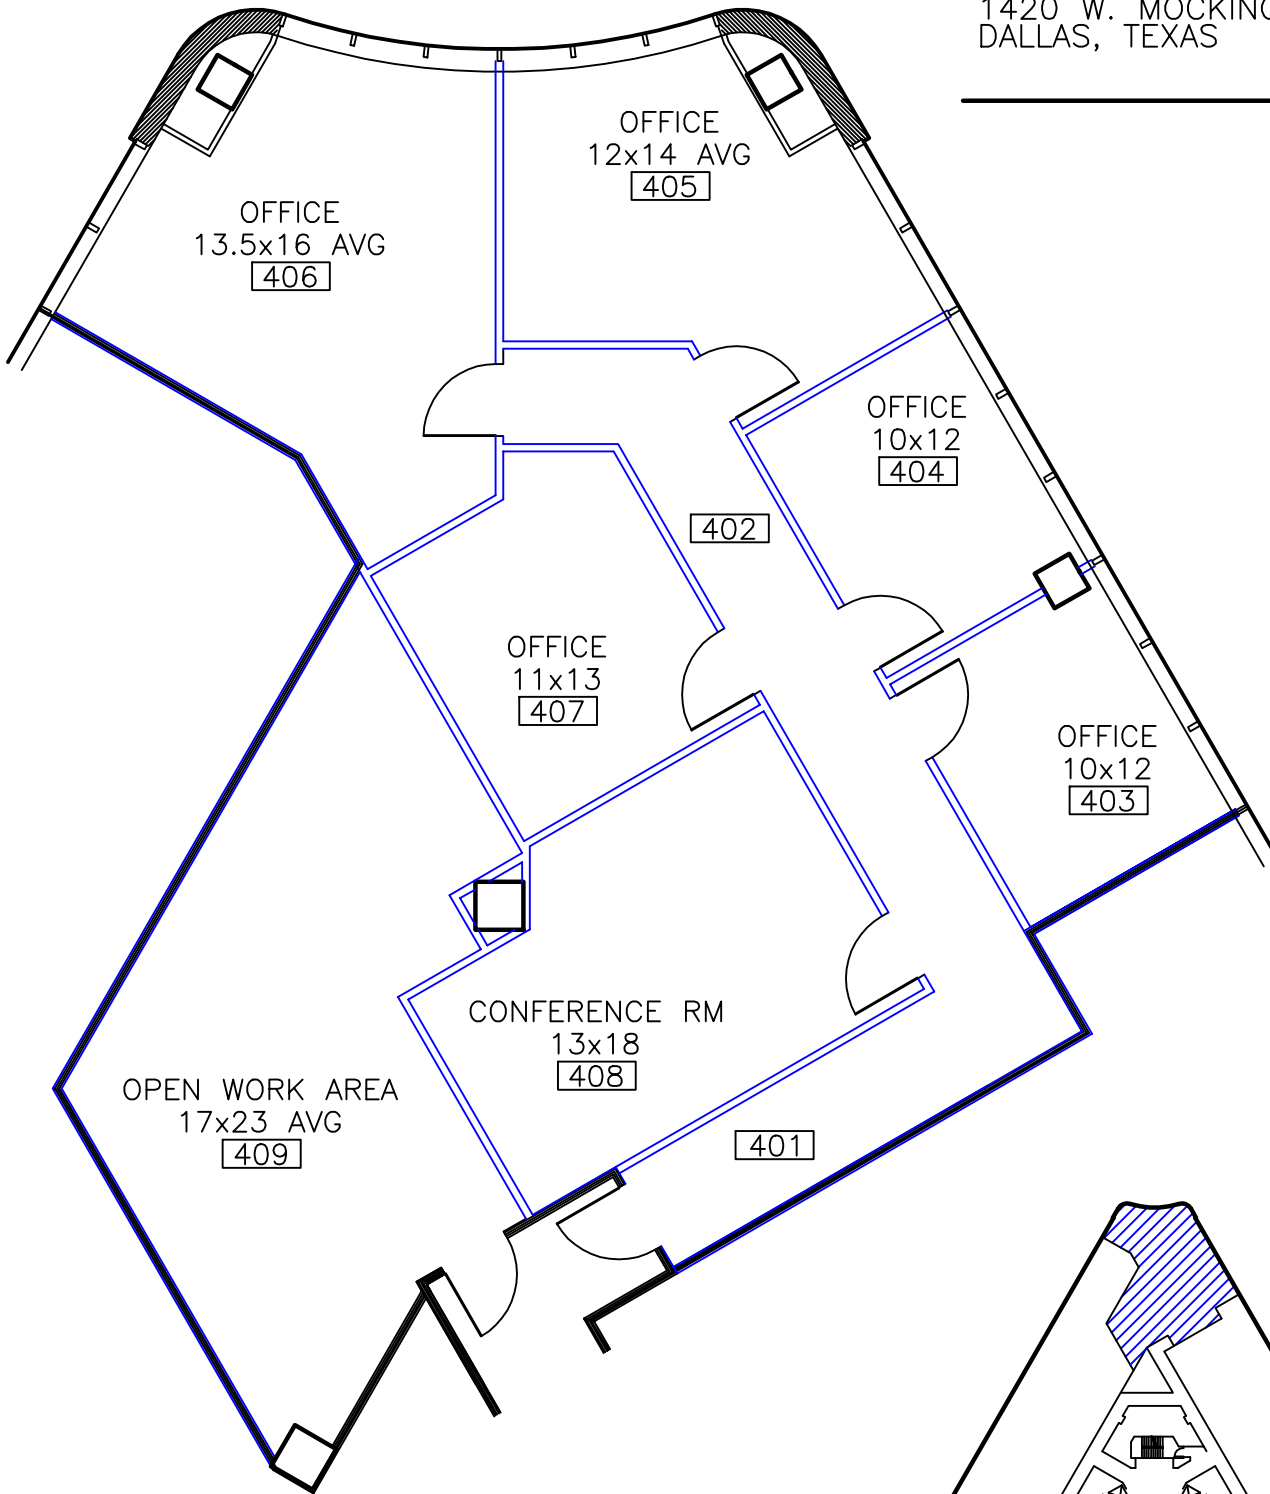 1420 W.
DALLAS, TEXAS
OFFICE
12x14 AVG
405
OFFICE
13.5x16 AVG
406
OFFICE
10x12
404
402
OFFICE
11x13
407
OFFICE
10x12
403
CONFERENCE RM
13x18
408
OPEN WORK AREA
17x23 AVG
409
401